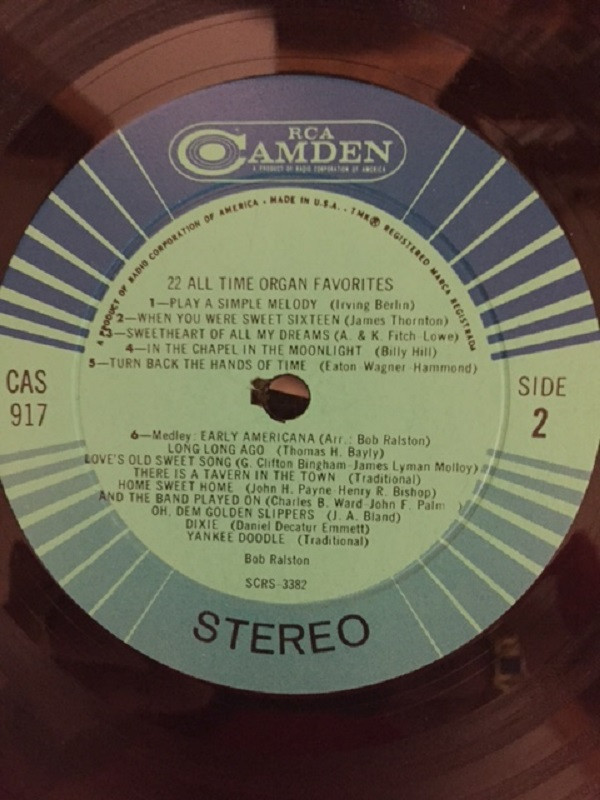 RCA
CAMDEN
A PRODUCT OF RADIO CORPORATION OF AMERICA
A PRODUCT OF RADIO CORPORATION OF AMERICA - MADE IN U.S.A. - TMK ® REGISTERED MARCA REGISTRADA
22 ALL TIME ORGAN FAVORITES
1—PLAY A SIMPLE MELODY (Irving Berlin)
2—WHEN YOU WERE SWEET SIXTEEN (James Thornton)
3—SWEETHEART OF ALL MY DREAMS (A. & K. Fitch-Lowe)
4—IN THE CHAPEL IN THE MOONLIGHT (Billy Hill)
5—TURN BACK THE HANDS OF TIME (Eaton-Wagner-Hammond)
CAS
917
SIDE
2
6—Medley: EARLY AMERICANA (Arr.: Bob Ralston)
LONG LONG AGO (Thomas H. Bayly)
LOVE'S OLD SWEET SONG (G. Clifton Bingham-James Lyman Molloy)
THERE IS A TAVERN IN THE TOWN (Traditional)
HOME SWEET HOME (John H. Payne-Henry R. Bishop)
AND THE BAND PLAYED ON (Charles B. Ward-John F. Palm )
OH, DEM GOLDEN SLIPPERS (J. A. Bland)
DIXIE (Daniel Decatur Emmett)
YANKEE DOODLE (Traditional)
Bob Ralston
SCRS-3382
STEREO